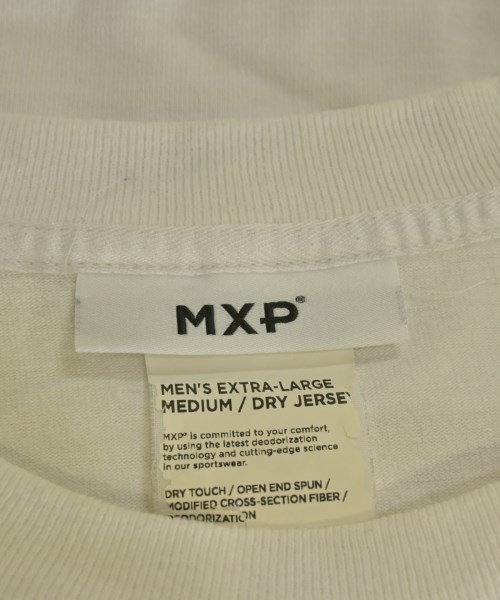 MXP®
MEN'S EXTRA-LARGE
MEDIUM / DRY JERSEY
MXP® is committed to your comfort,
by using the latest deodorization
technology and cutting-edge science
in our sportswear.
DRY TOUCH / OPEN END SPUN /
MODIFIED CROSS-SECTION FIBER /
DEODORIZATION